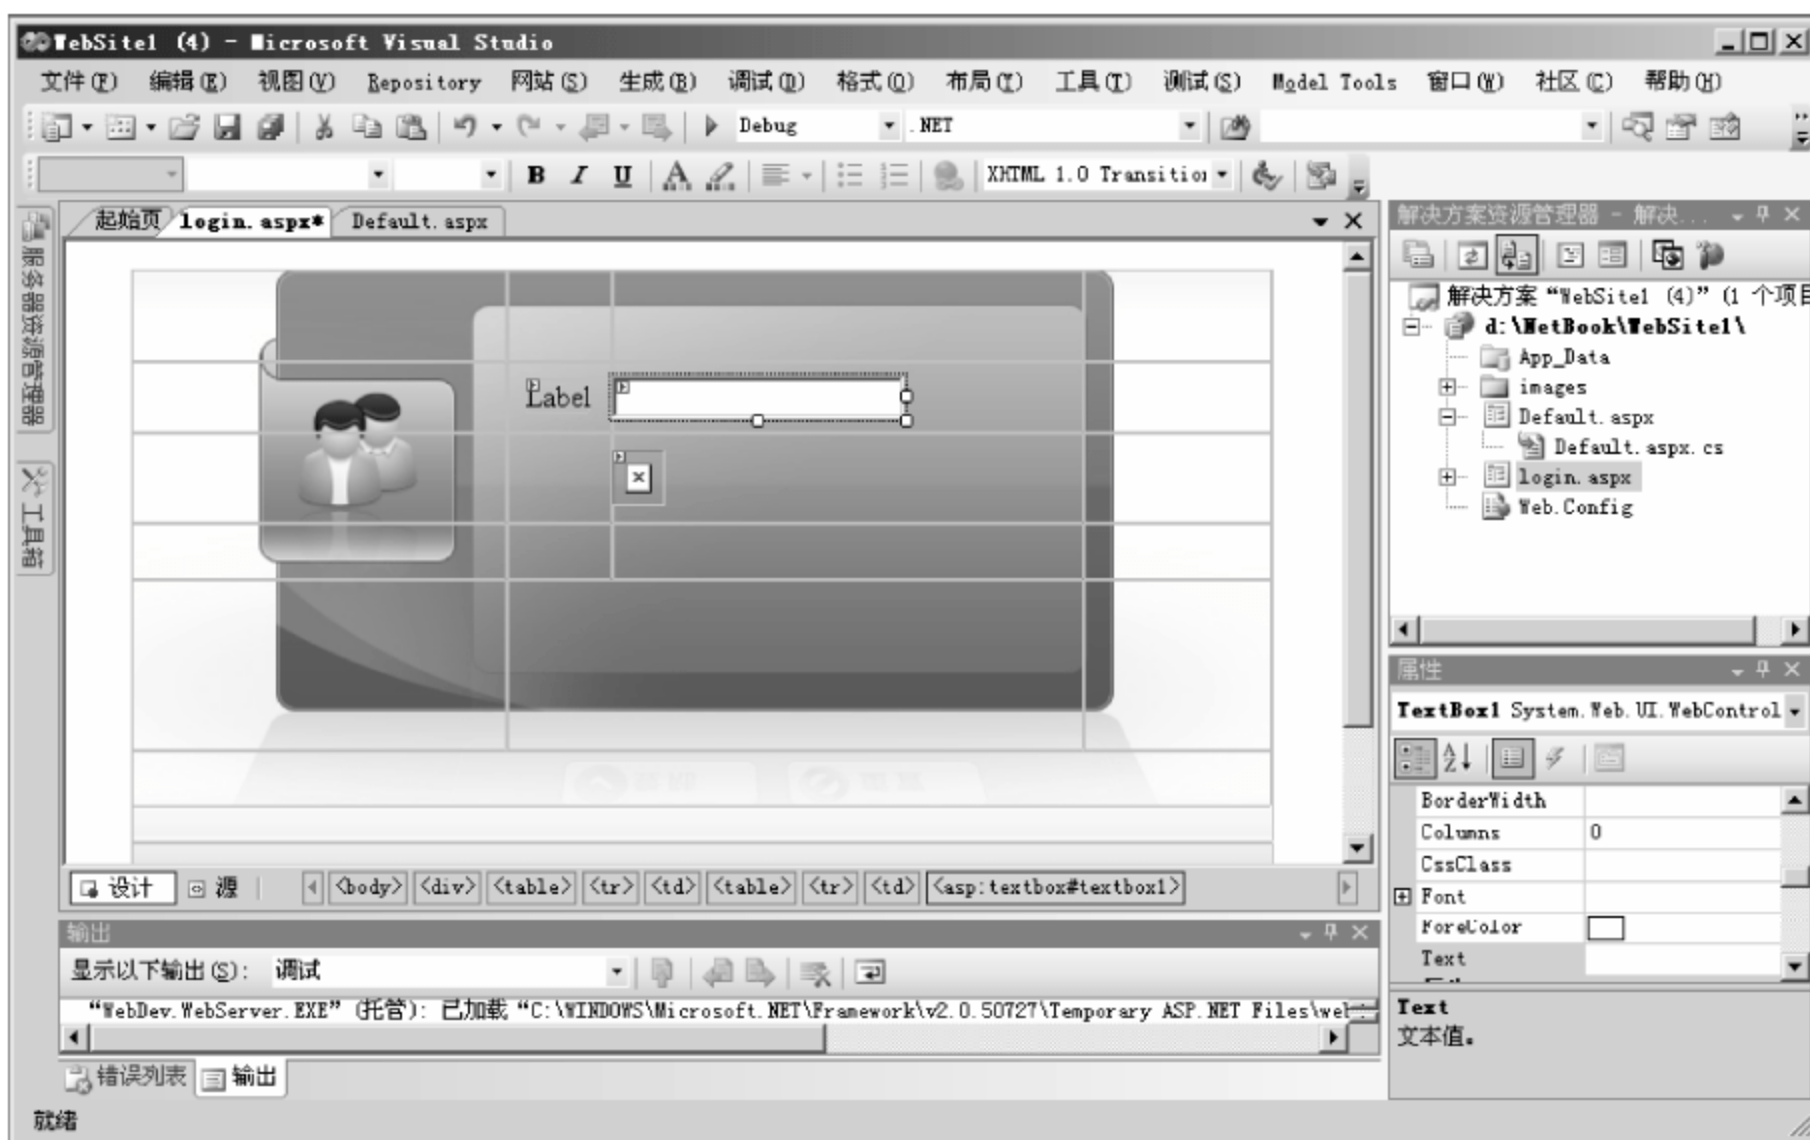 WebSite1 (4) - Microsoft Visual Studio
文件(F) 编辑(E) 视图(V) Repository 网站(S) 生成(B) 调试(D) 格式(O) 布局(Y) 工具(T) 测试(S) Model Tools 窗口(W) 社区(C) 帮助(H)
Debug .NET
B I U A XHTML 1.0 Transitio
服务器资源管理器
工具箱
起始页 login.aspx* Default.aspx
Label
设计 源 <body> <div> <table> <tr> <td> <table> <tr> <td> <asp:textbox#textbox1>
输出
显示以下输出(S): 调试
“WebDev.WebServer.EXE” (托管): 已加载 “C:\WINDOWS\Microsoft.NET\Framework\v2.0.50727\Temporary ASP.NET Files\web
错误列表 输出
就绪
解决方案资源管理器 - 解决...
解决方案 “WebSite1 (4)” (1 个项目
d:\NetBook\WebSite1\
App_Data
images
Default.aspx
Default.aspx.cs
login.aspx
Web.Config
属性
TextBox1 System.Web.UI.WebControl
BorderWidth
Columns 0
CssClass
Font
ForeColor
Text
Text
文本值。